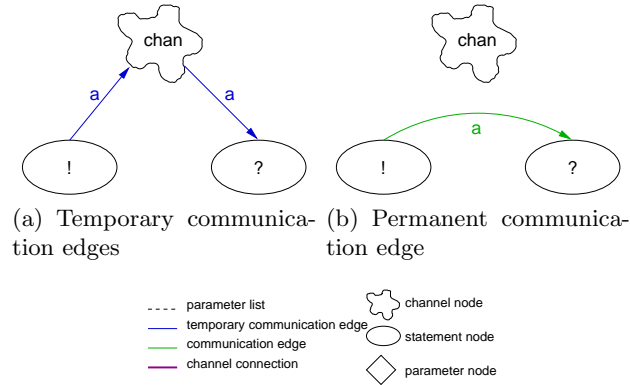 chan
a
a
!
?
(a) Temporary communica-
tion edges
chan
a
!
?
(b) Permanent communica-
tion edge
parameter list
temporary communication edge
communication edge
channel connection
channel node
statement node
parameter node